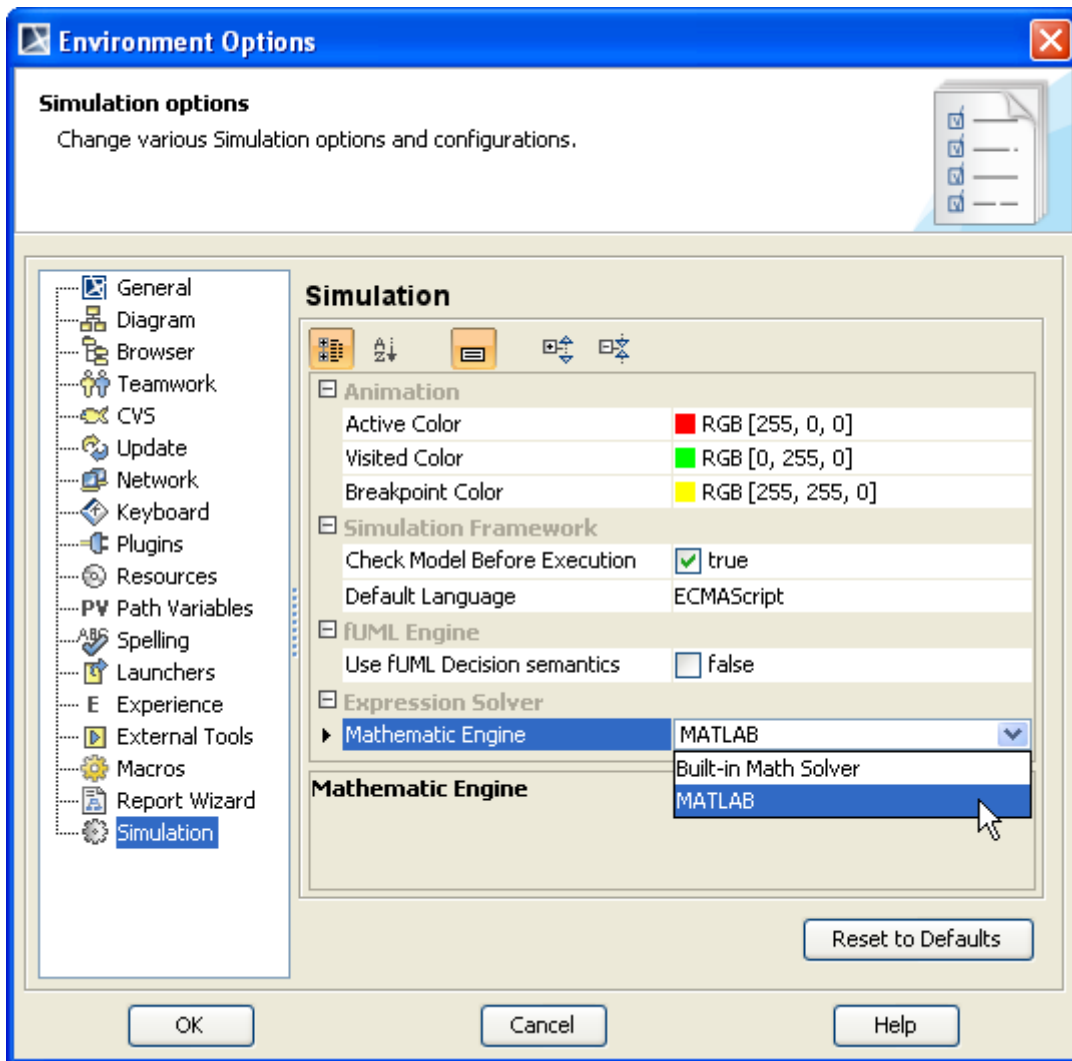 Environment Options
Simulation options
Change various Simulation options and configurations.
General
Diagram
Browser
Teamwork
CVS
Update
Network
Keyboard
Plugins
Resources
PV Path Variables
ABC Spelling
Launchers
E Experience
External Tools
Macros
Report Wizard
Simulation
Simulation
A Z
Animation
Active Color RGB [255, 0, 0]
Visited Color RGB [0, 255, 0]
Breakpoint Color RGB [255, 255, 0]
Simulation Framework
Check Model Before Execution true
Default Language ECMAScript
fUML Engine
Use fUML Decision semantics false
Expression Solver
Mathematic Engine MATLAB
Built-in Math Solver
MATLAB
Mathematic Engine
Reset to Defaults
OK Cancel Help